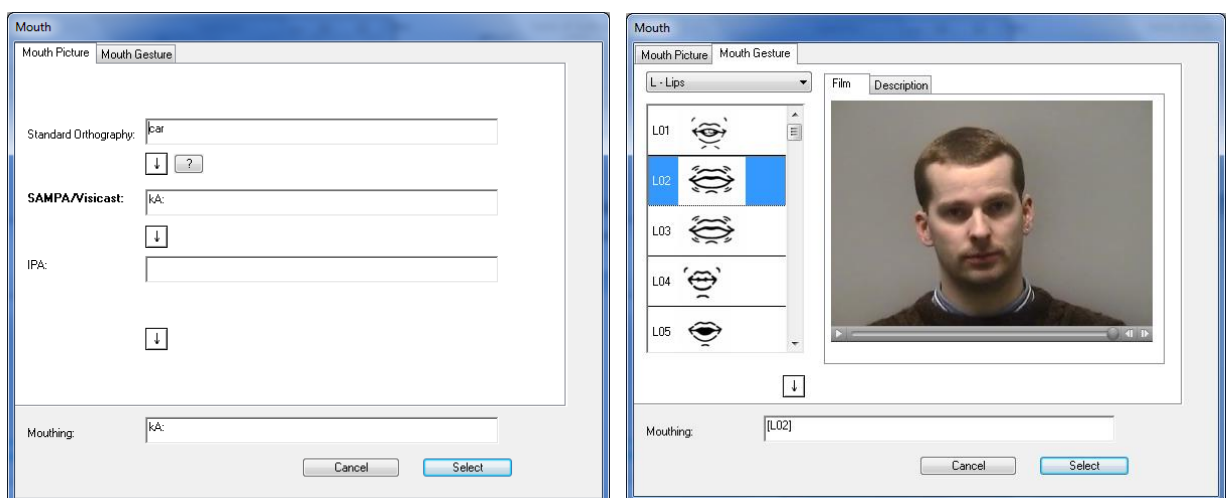 Mouth
Mouth Picture Mouth Gesture
Standard Orthography: car
↓ ?
SAMPA/Visicast: kA:
↓
IPA:
↓
Mouthing: kA:
Cancel Select
Mouth
Mouth Picture Mouth Gesture
L - Lips
L01
L02
L03
L04
L05
Film Description
↓
Mouthing: [L02]
Cancel Select